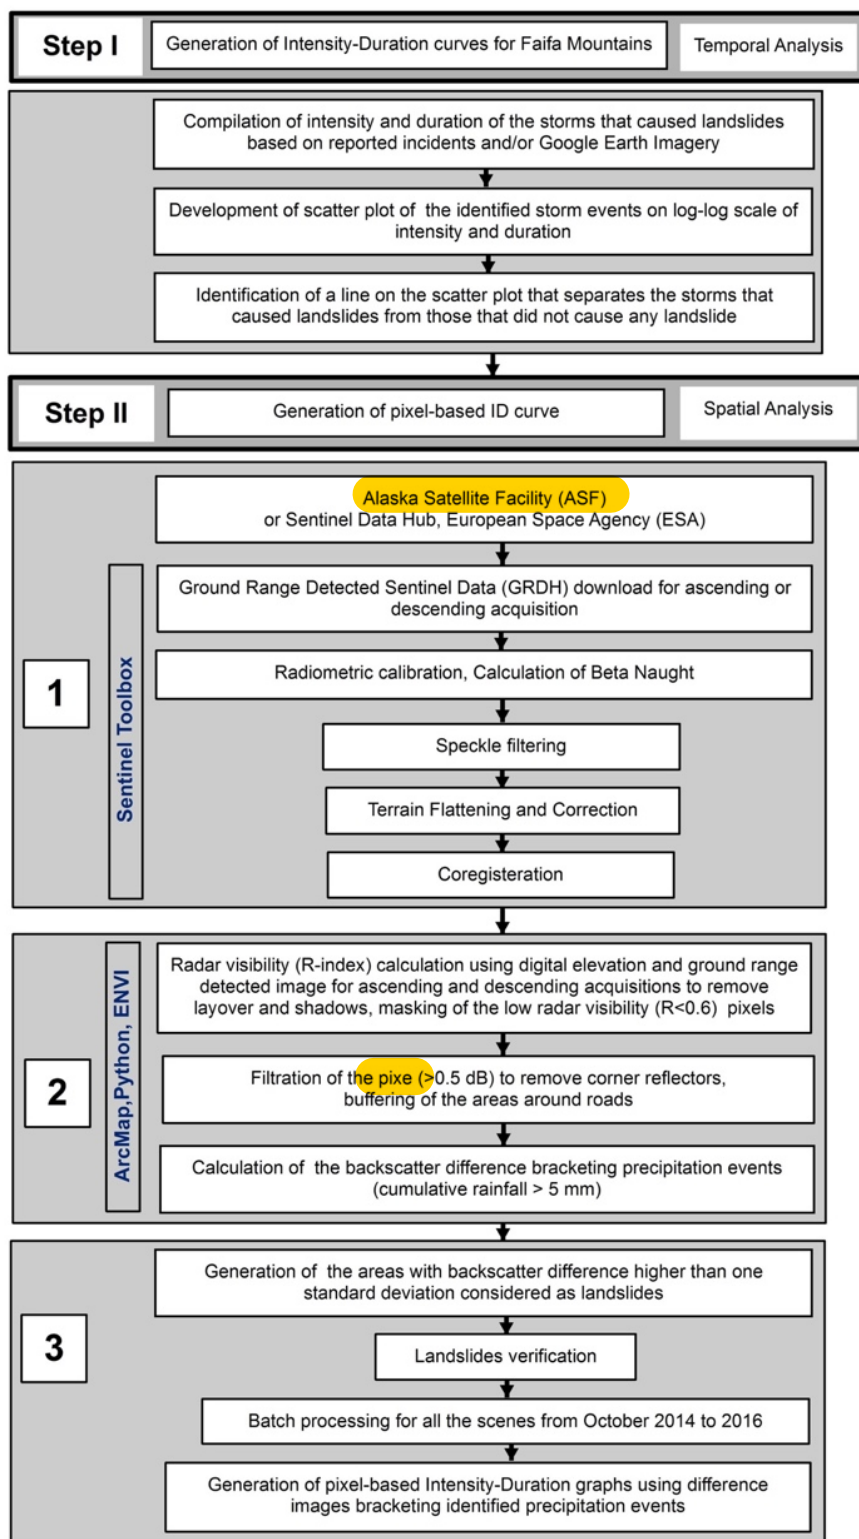 Step I
Generation of Intensity-Duration curves for Faifa Mountains
Temporal Analysis
Compilation of intensity and duration of the storms that caused landslides
based on reported incidents and/or Google Earth Imagery
Development of scatter plot of the identified storm events on log-log scale of
intensity and duration
Identification of a line on the scatter plot that separates the storms that
caused landslides from those that did not cause any landslide
Step II
Generation of pixel-based ID curve
Spatial Analysis
Alaska Satellite Facility (ASF)
or Sentinel Data Hub, European Space Agency (ESA)
1
Sentinel Toolbox
Ground Range Detected Sentinel Data (GRDH) download for ascending or
descending acquisition
Radiometric calibration, Calculation of Beta Naught
Speckle filtering
Terrain Flattening and Correction
Coregisteration
2
ArcMap,Python, ENVI
Radar visibility (R-index) calculation using digital elevation and ground range
detected image for ascending and descending acquisitions to remove
layover and shadows, masking of the low radar visibility (R<0.6) pixels
Filtration of the pixe (>0.5 dB) to remove corner reflectors,
buffering of the areas around roads
Calculation of the backscatter difference bracketing precipitation events
(cumulative rainfall > 5 mm)
3
Generation of the areas with backscatter difference higher than one
standard deviation considered as landslides
Landslides verification
Batch processing for all the scenes from October 2014 to 2016
Generation of pixel-based Intensity-Duration graphs using difference
images bracketing identified precipitation events